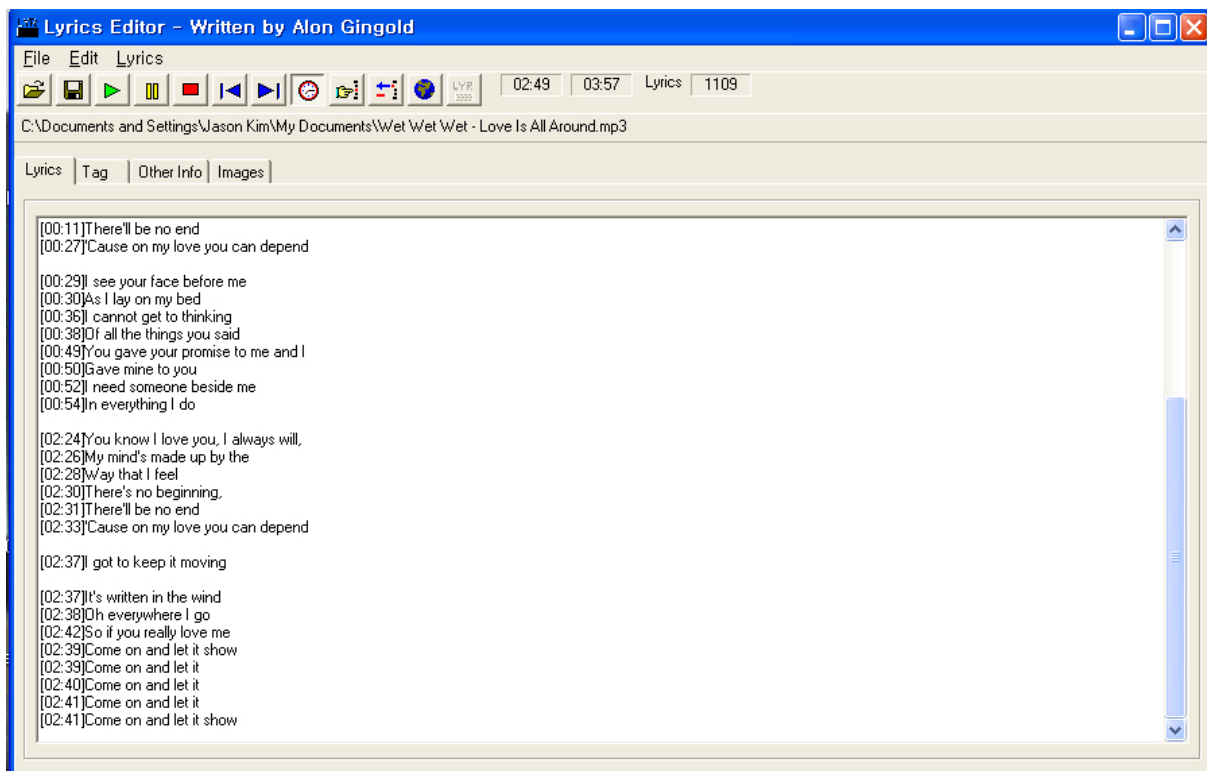 Lyrics Editor - Written by Alon Gingold
File Edit Lyrics
LYR 02:49 03:57 Lyrics 1109
C:\Documents and Settings\Jason Kim\My Documents\Wet Wet Wet - Love Is All Around.mp3
Lyrics Tag Other Info Images
[00:11]There'll be no end
[00:27]'Cause on my love you can depend
[00:29]I see your face before me
[00:30]As I lay on my bed
[00:36]I cannot get to thinking
[00:38]Of all the things you said
[00:49]You gave your promise to me and I
[00:50]Gave mine to you
[00:52]I need someone beside me
[00:54]In everything I do
[02:24]You know I love you, I always will,
[02:26]My mind's made up by the
[02:28]Way that I feel
[02:30]There's no beginning,
[02:31]There'll be no end
[02:33]'Cause on my love you can depend
[02:37]I got to keep it moving
[02:37]It's written in the wind
[02:38]Oh everywhere I go
[02:42]So if you really love me
[02:39]Come on and let it show
[02:39]Come on and let it
[02:40]Come on and let it
[02:41]Come on and let it
[02:41]Come on and let it show